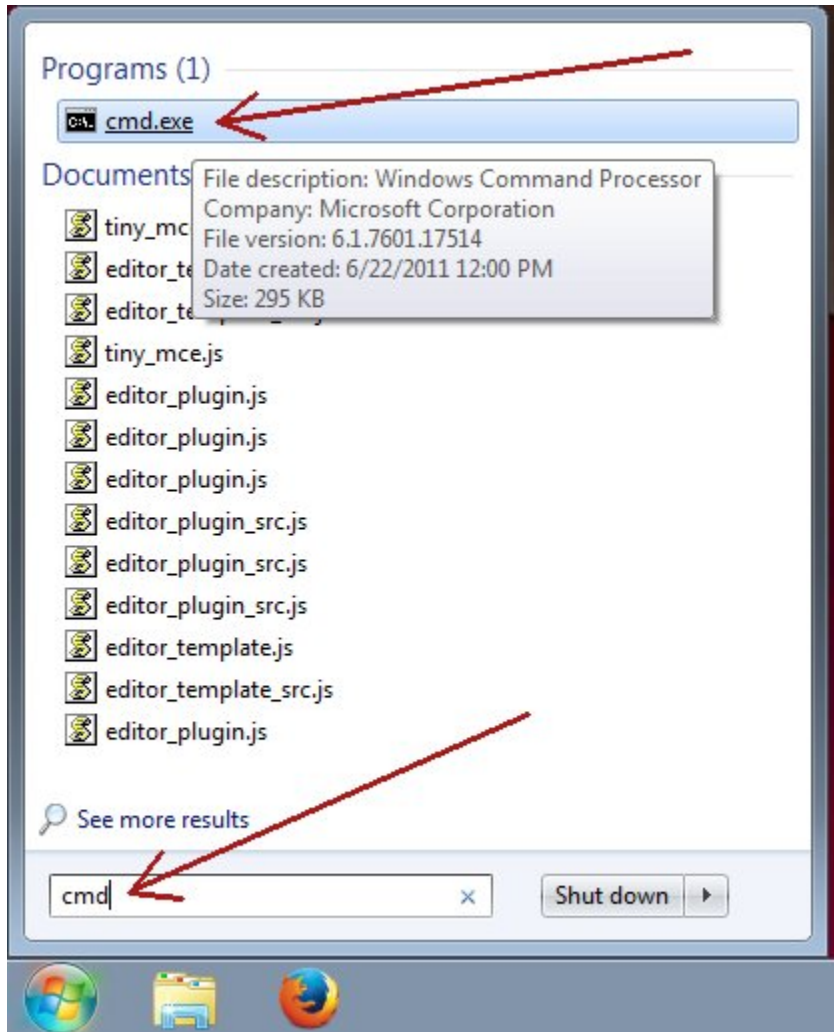 Programs (1)
cmd.exe
Documents
File description: Windows Command Processor
Company: Microsoft Corporation
File version: 6.1.7601.17514
Date created: 6/22/2011 12:00 PM
Size: 295 KB
tiny_mc
editor_te
editor_te
tiny_mce.js
editor_plugin.js
editor_plugin.js
editor_plugin.js
editor_plugin_src.js
editor_plugin_src.js
editor_plugin_src.js
editor_template.js
editor_template_src.js
editor_plugin.js
See more results
cmd
Shut down